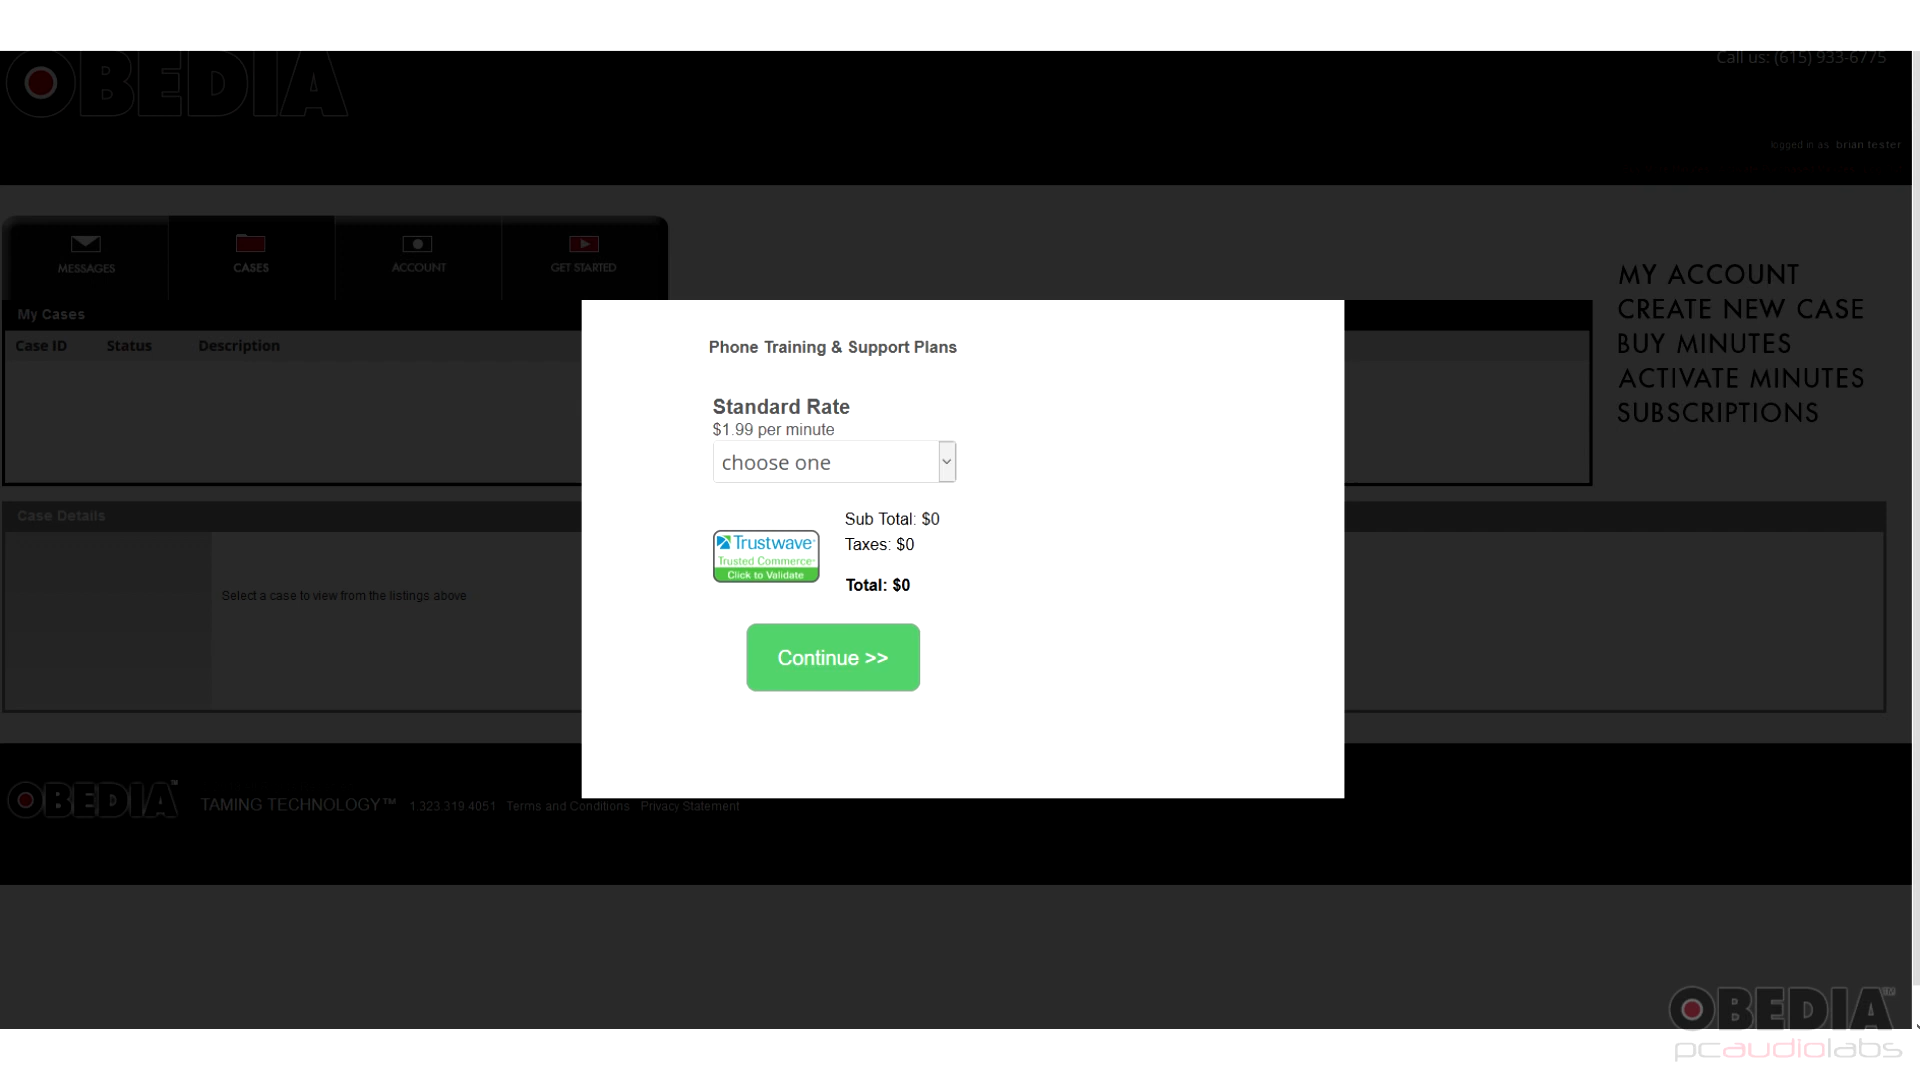 OBEDIA
Call us: (615) 933-6775
logged in as brian tester
MESSAGES
CASES
ACCOUNT
GET STARTED
My Cases
Case ID
Status
Description
MY ACCOUNT
CREATE NEW CASE
BUY MINUTES
ACTIVATE MINUTES
SUBSCRIPTIONS
Phone Training & Support Plans
Standard Rate
$1.99 per minute
choose one
Sub Total: $0
Taxes: $0
Total: $0
Trustwave
Trusted Commerce
Click to Validate
Continue >>
Case Details
Select a case to view from the listings above
OBEDIA™ TAMING TECHNOLOGY™ 1.323.319.4051 Terms and Conditions Privacy Statement
OBEDIA
pcaudiolabs